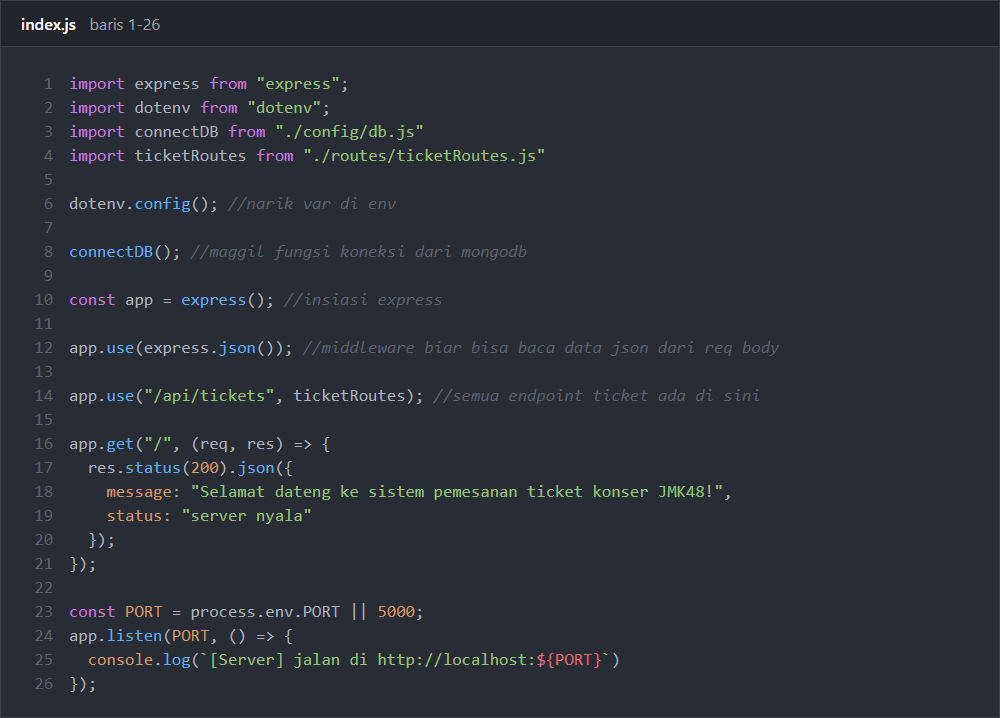 index.js baris 1-26
1 import express from "express";
2 import dotenv from "dotenv";
3 import connectDB from "./config/db.js"
4 import ticketRoutes from "./routes/ticketRoutes.js"
5
6 dotenv.config(); //narik var di env
7
8 connectDB(); //maggil fungsi koneksi dari mongodb
9
10 const app = express(); //insiasi express
11
12 app.use(express.json()); //middleware biar bisa baca data json dari req body
13
14 app.use("/api/tickets", ticketRoutes); //semua endpoint ticket ada di sini
15
16 app.get("/", (req, res) => {
17   res.status(200).json({
18     message: "Selamat dateng ke sistem pemesanan ticket konser JMK48!",
19     status: "server nyala"
20   });
21 });
22
23 const PORT = process.env.PORT || 5000;
24 app.listen(PORT, () => {
25   console.log(`[Server] jalan di http://localhost:${PORT}`)
26 });